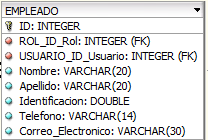 EMPLEADO
ID: INTEGER
ROL_ID_Rol: INTEGER (FK)
USUARIO_ID_Usuario: INTEGER (FK)
Nombre: VARCHAR(20)
Apellido: VARCHAR(20)
Identificacion: DOUBLE
Telefono: VARCHAR(14)
Correo_Electronico: VARCHAR(30)